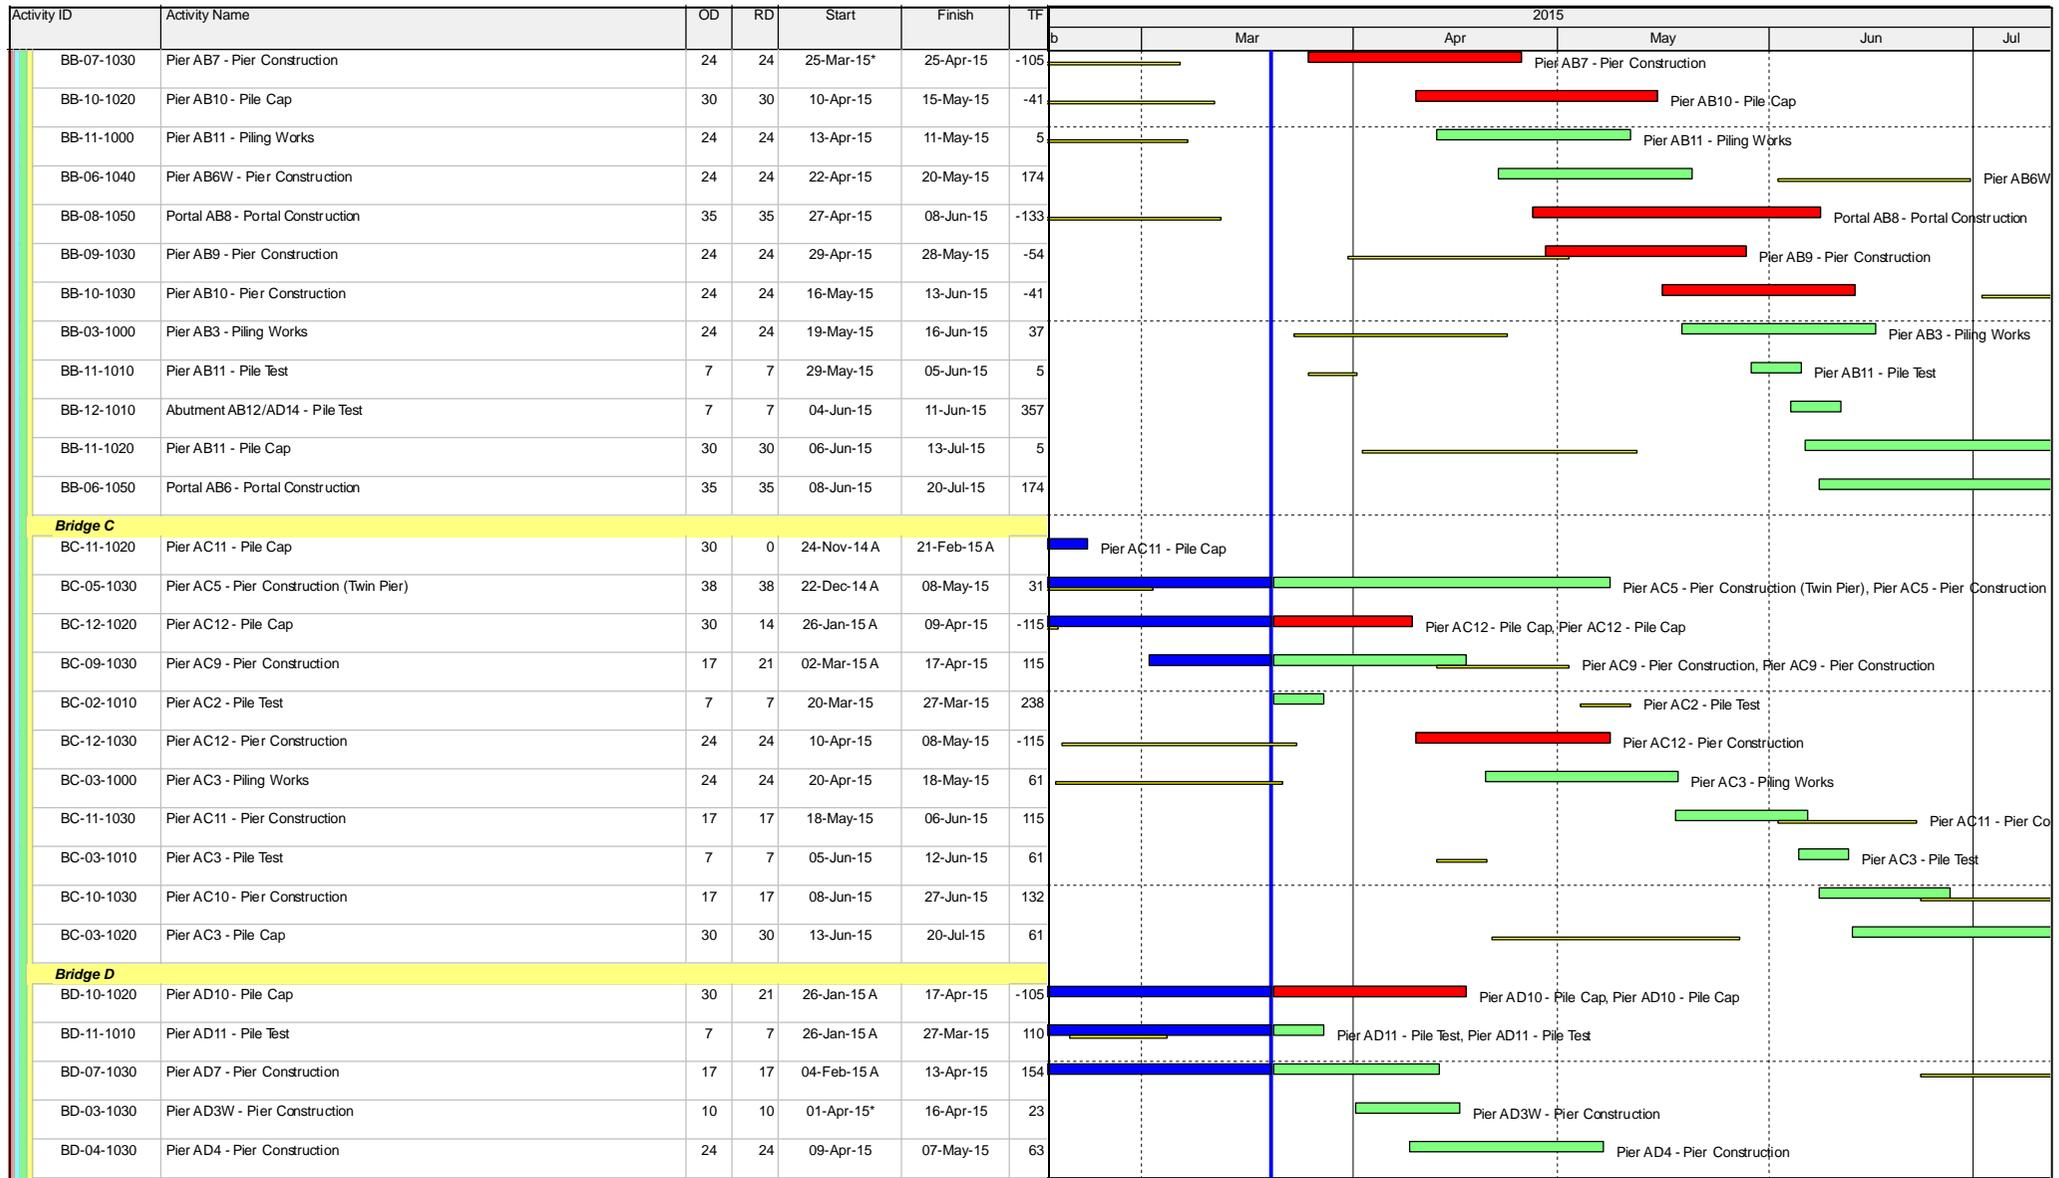 Activity ID Activity Name OD RD Start Finish TF 2015
b Mar Apr May Jun Jul
BB-07-1030 Pier AB7 - Pier Construction 24 24 25-Mar-15* 25-Apr-15 -105 Pier AB7 - Pier Construction
BB-10-1020 Pier AB10 - Pile Cap 30 30 10-Apr-15 15-May-15 -41 Pier AB10 - Pile Cap
BB-11-1000 Pier AB11 - Piling Works 24 24 13-Apr-15 11-May-15 5 Pier AB11 - Piling Works
BB-06-1040 Pier AB6W - Pier Construction 24 24 22-Apr-15 20-May-15 174 Pier AB6W
BB-08-1050 Portal AB8 - Portal Construction 35 35 27-Apr-15 08-Jun-15 -133 Portal AB8 - Portal Construction
BB-09-1030 Pier AB9 - Pier Construction 24 24 29-Apr-15 28-May-15 -54 Pier AB9 - Pier Construction
BB-10-1030 Pier AB10 - Pier Construction 24 24 16-May-15 13-Jun-15 -41
BB-03-1000 Pier AB3 - Piling Works 24 24 19-May-15 16-Jun-15 37 Pier AB3 - Piling Works
BB-11-1010 Pier AB11 - Pile Test 7 7 29-May-15 05-Jun-15 5 Pier AB11 - Pile Test
BB-12-1010 Abutment AB12/AD14 - Pile Test 7 7 04-Jun-15 11-Jun-15 357
BB-11-1020 Pier AB11 - Pile Cap 30 30 06-Jun-15 13-Jul-15 5
BB-06-1050 Portal AB6 - Portal Construction 35 35 08-Jun-15 20-Jul-15 174
Bridge C
BC-11-1020 Pier AC11 - Pile Cap 30 0 24-Nov-14 A 21-Feb-15 A Pier AC11 - Pile Cap
BC-05-1030 Pier AC5 - Pier Construction (Twin Pier) 38 38 22-Dec-14 A 08-May-15 31 Pier AC5 - Pier Construction (Twin Pier), Pier AC5 - Pier Construction
BC-12-1020 Pier AC12 - Pile Cap 30 14 26-Jan-15 A 09-Apr-15 -115 Pier AC12 - Pile Cap, Pier AC12 - Pile Cap
BC-09-1030 Pier AC9 - Pier Construction 17 21 02-Mar-15 A 17-Apr-15 115 Pier AC9 - Pier Construction, Pier AC9 - Pier Construction
BC-02-1010 Pier AC2 - Pile Test 7 7 20-Mar-15 27-Mar-15 238 Pier AC2 - Pile Test
BC-12-1030 Pier AC12 - Pier Construction 24 24 10-Apr-15 08-May-15 -115 Pier AC12 - Pier Construction
BC-03-1000 Pier AC3 - Piling Works 24 24 20-Apr-15 18-May-15 61 Pier AC3 - Piling Works
BC-11-1030 Pier AC11 - Pier Construction 17 17 18-May-15 06-Jun-15 115 Pier AC11 - Pier Co
BC-03-1010 Pier AC3 - Pile Test 7 7 05-Jun-15 12-Jun-15 61 Pier AC3 - Pile Test
BC-10-1030 Pier AC10 - Pier Construction 17 17 08-Jun-15 27-Jun-15 132
BC-03-1020 Pier AC3 - Pile Cap 30 30 13-Jun-15 20-Jul-15 61
Bridge D
BD-10-1020 Pier AD10 - Pile Cap 30 21 26-Jan-15 A 17-Apr-15 -105 Pier AD10 - Pile Cap, Pier AD10 - Pile Cap
BD-11-1010 Pier AD11 - Pile Test 7 7 26-Jan-15 A 27-Mar-15 110 Pier AD11 - Pile Test, Pier AD11 - Pile Test
BD-07-1030 Pier AD7 - Pier Construction 17 17 04-Feb-15 A 13-Apr-15 154
BD-03-1030 Pier AD3W - Pier Construction 10 10 01-Apr-15* 16-Apr-15 23 Pier AD3W - Pier Construction
BD-04-1030 Pier AD4 - Pier Construction 24 24 09-Apr-15 07-May-15 63 Pier AD4 - Pier Construction